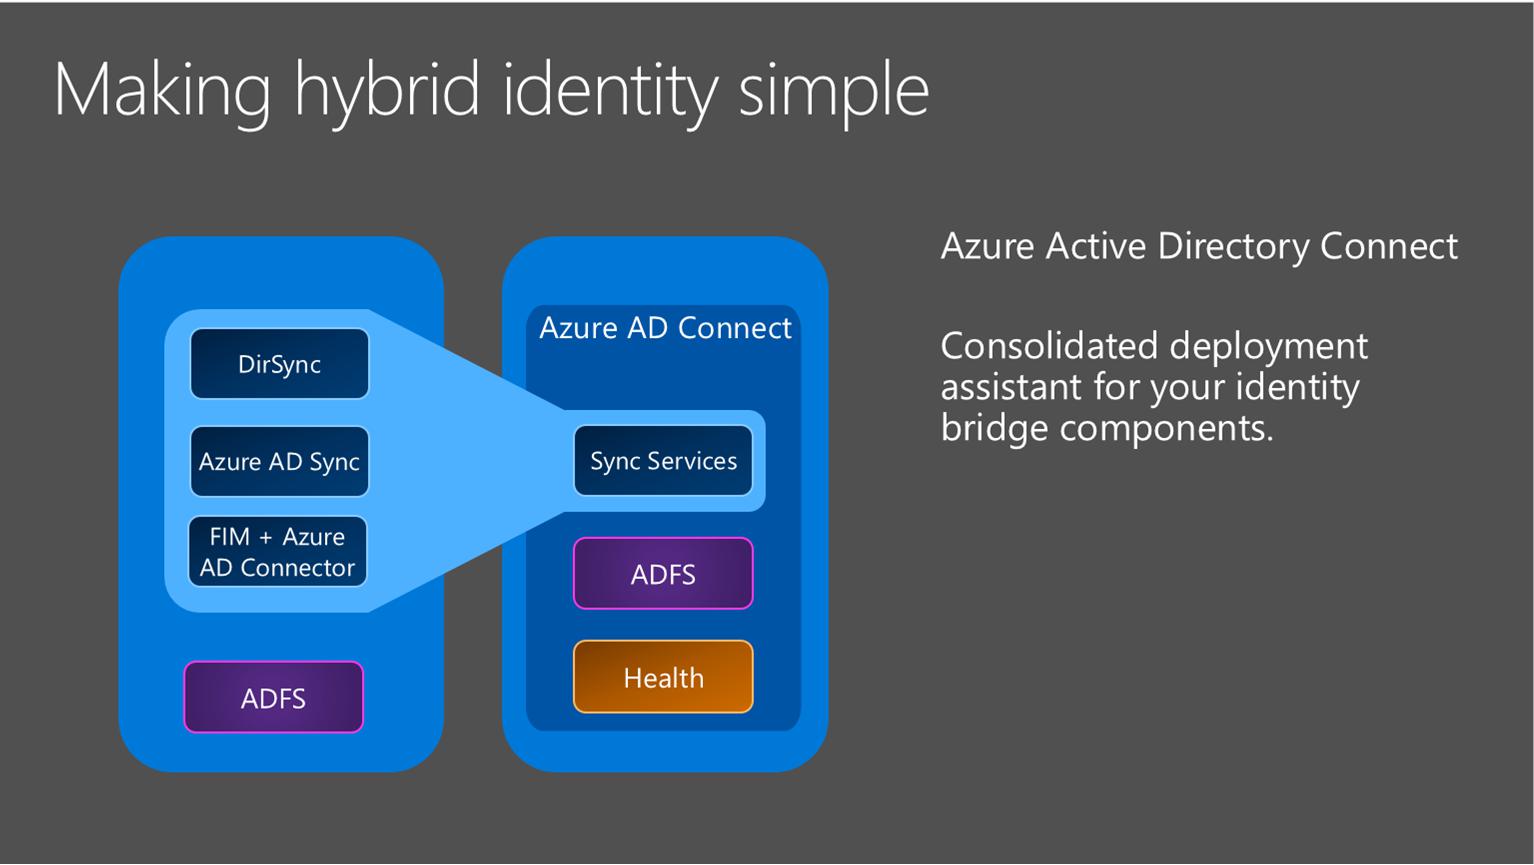 Making hybrid identity simple
DirSync
Azure AD Sync
FIM + Azure
AD Connector
ADFS
Azure AD Connect
Sync Services
ADFS
Health
Azure Active Directory Connect
Consolidated deployment
assistant for your identity
bridge components.